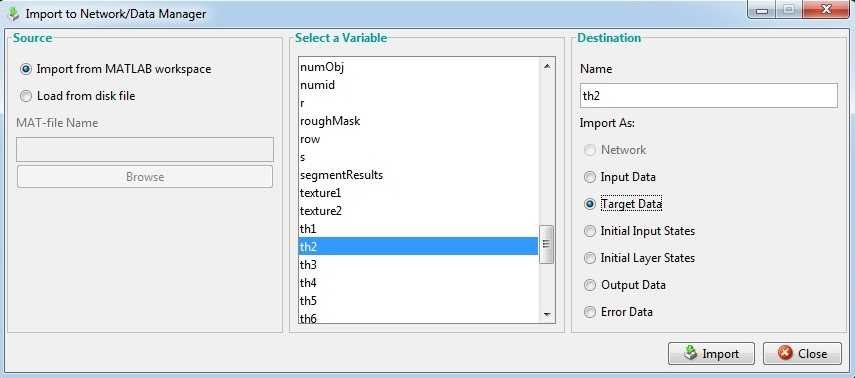 Import to Network/Data Manager
Source
Import from MATLAB workspace
Load from disk file
MAT-file Name
Browse
Select a Variable
numObj
numid
r
roughMask
row
s
segmentResults
texture1
texture2
th1
th2
th3
th4
th5
th6
Destination
Name
th2
Import As:
Network
Input Data
Target Data
Initial Input States
Initial Layer States
Output Data
Error Data
Import
Close